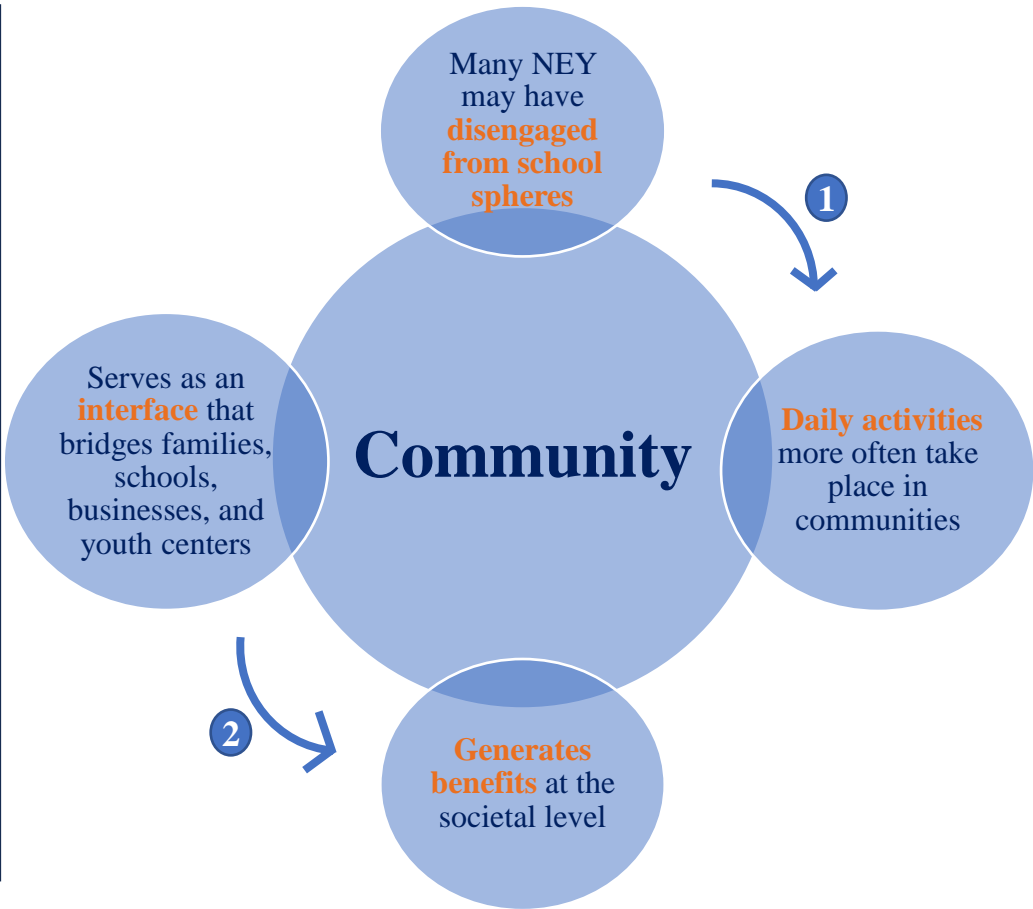 Many NEY
may have
disengaged
from school
spheres
1
Daily activities
more often take
place in
communities
Community
Serves as an
interface that
bridges families,
schools,
businesses, and
youth centers
2
Generates
benefits at the
societal level